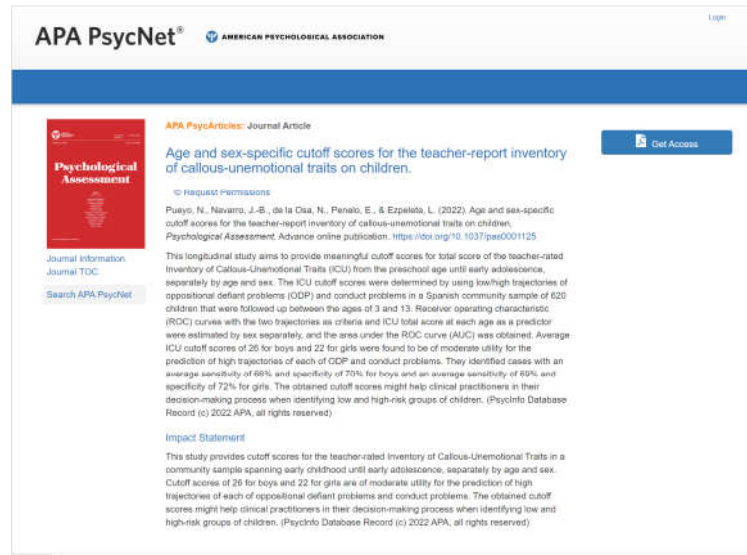 Login
APA PsycNet®
AMERICAN PSYCHOLOGICAL ASSOCIATION
Psychological
Assessment
Journal Information
Journal TOC
Search APA PsycNet
APA PsycArticles: Journal Article
Age and sex-specific cutoff scores for the teacher-report inventory
of callous-unemotional traits on children.
© Request Permissions
Pueyo, N., Navarro, J.-B., de la Osa, N., Penelo, E., & Ezpeleta, L. (2022). Age and sex-specific
cutoff scores for the teacher-report inventory of callous-unemotional traits on children.
Psychological Assessment. Advance online publication. https://doi.org/10.1037/pas0001125
This longitudinal study aims to provide meaningful cutoff scores for total score of the teacher-rated
Inventory of Callous-Unemotional Traits (ICU) from the preschool age until early adolescence,
separately by age and sex. The ICU cutoff scores were determined by using low/high trajectories of
oppositional defiant problems (ODP) and conduct problems in a Spanish community sample of 620
children that were followed up between the ages of 3 and 13. Receiver operating characteristic
(ROC) curves with the two trajectories as criteria and ICU total score at each age as a predictor
were estimated by sex separately, and the area under the ROC curve (AUC) was obtained. Average
ICU cutoff scores of 26 for boys and 22 for girls were found to be of moderate utility for the
prediction of high trajectories of each of ODP and conduct problems. They identified cases with an
average sensitivity of 66% and specificity of 70% for boys and an average sensitivity of 69% and
specificity of 72% for girls. The obtained cutoff scores might help clinical practitioners in their
decision-making process when identifying low and high-risk groups of children. (PsycInfo Database
Record (c) 2022 APA, all rights reserved)
Impact Statement
This study provides cutoff scores for the teacher-rated Inventory of Callous-Unemotional Traits in a
community sample spanning early childhood until early adolescence, separately by age and sex.
Cutoff scores of 26 for boys and 22 for girls are of moderate utility for the prediction of high
trajectories of each of oppositional defiant problems and conduct problems. The obtained cutoff
scores might help clinical practitioners in their decision-making process when identifying low and
high-risk groups of children. (PsycInfo Database Record (c) 2022 APA, all rights reserved)
Get Access